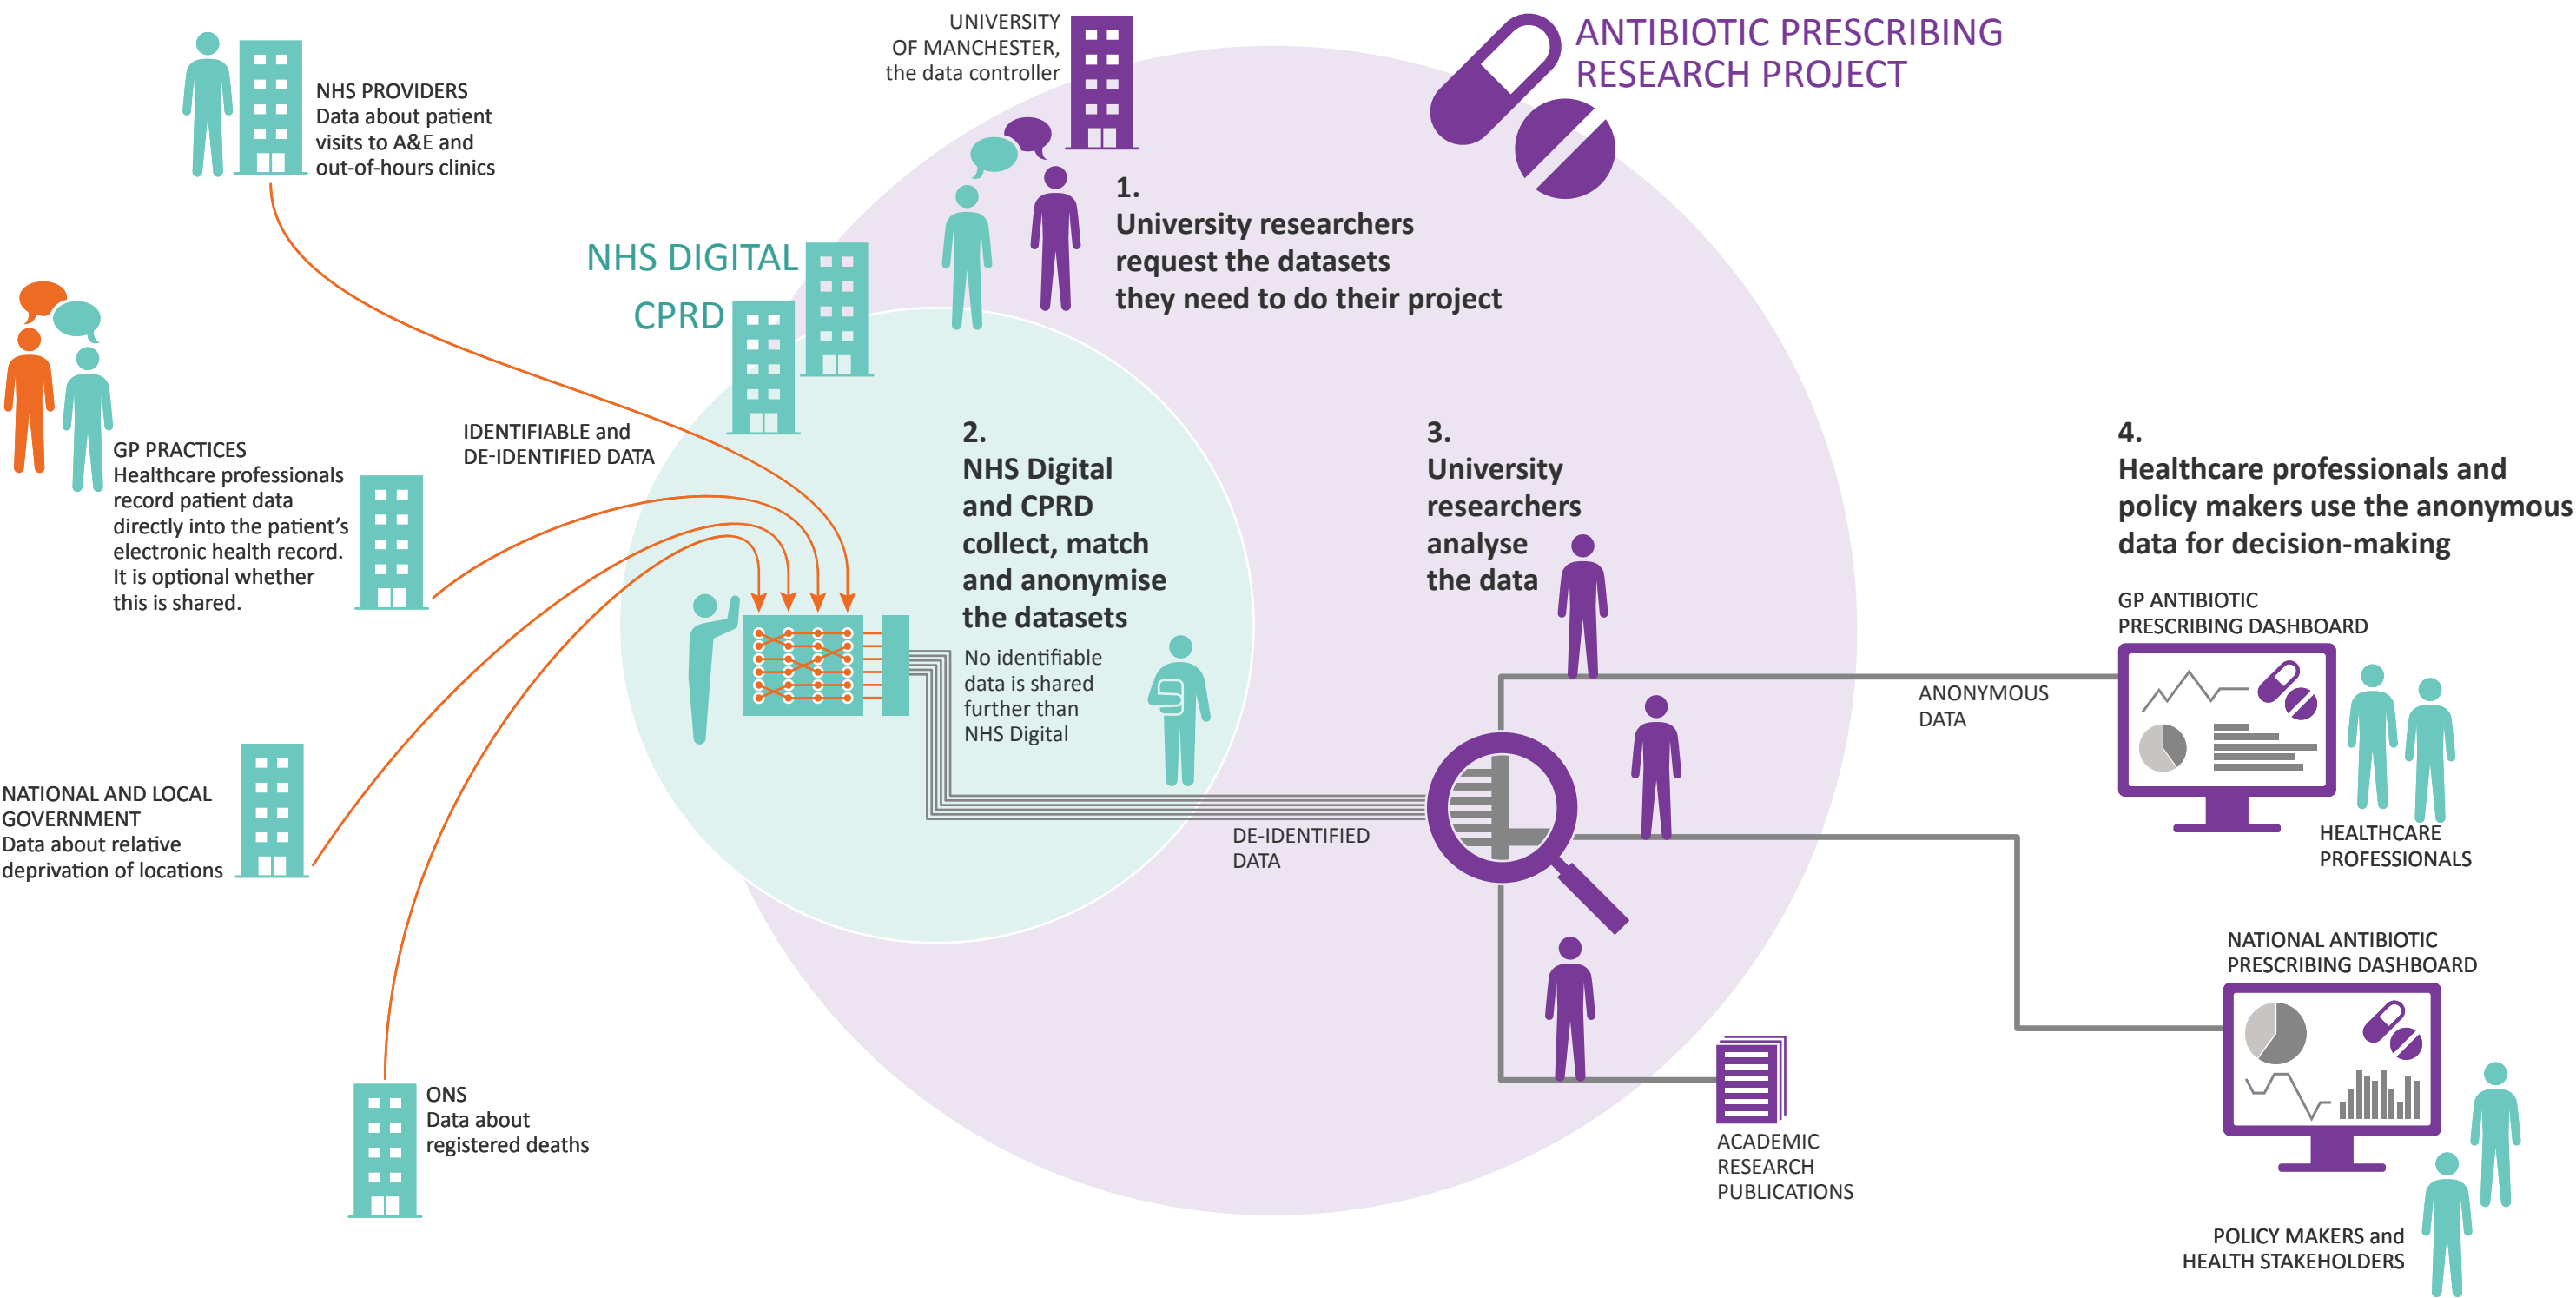 UNIVERSITY
OF MANCHESTER,
the data controller
ANTIBIOTIC PRESCRIBING
RESEARCH PROJECT
NHS PROVIDERS
Data about patient
visits to A&E and
out-of-hours clinics
1.
University researchers
request the datasets
they need to do their project
NHS DIGITAL
CPRD
IDENTIFIABLE and
DE-IDENTIFIED DATA
GP PRACTICES
Healthcare professionals
record patient data
directly into the patient's
electronic health record.
It is optional whether
this is shared.
2.
NHS Digital
and CPRD
collect, match
and anonymise
the datasets
No identifiable
data is shared
further than
NHS Digital
3.
University
researchers
analyse
the data
4.
Healthcare professionals and
policy makers use the anonymous
data for decision-making
GP ANTIBIOTIC
PRESCRIBING DASHBOARD
ANONYMOUS
DATA
HEALTHCARE
PROFESSIONALS
NATIONAL AND LOCAL
GOVERNMENT
Data about relative
deprivation of locations
DE-IDENTIFIED
DATA
NATIONAL ANTIBIOTIC
PRESCRIBING DASHBOARD
ONS
Data about
registered deaths
ACADEMIC
RESEARCH
PUBLICATIONS
POLICY MAKERS and
HEALTH STAKEHOLDERS